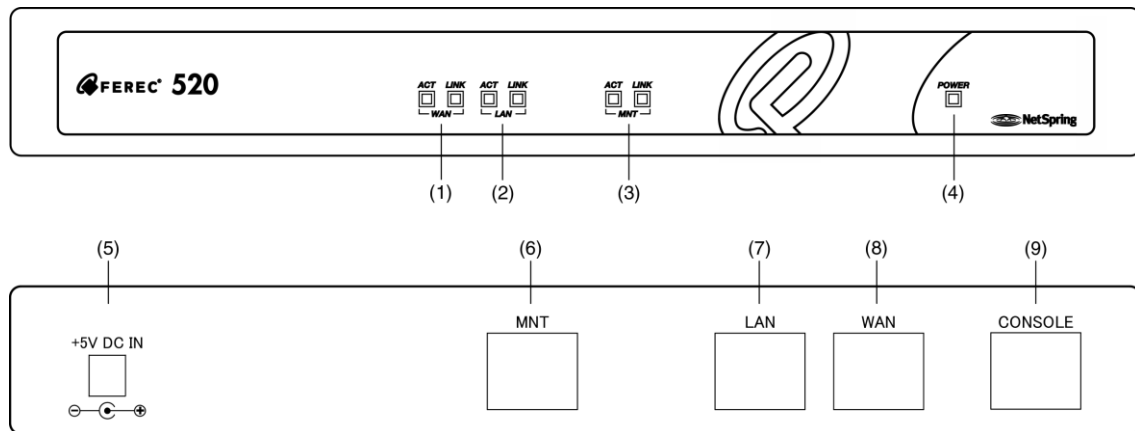 FEREC 520
ACT LINK ACT LINK ACT LINK POWER
WAN LAN MNT
NetSpring
(1) (2) (3) (4)
(5) (6) (7) (8) (9)
MNT LAN WAN CONSOLE
+5V DC IN